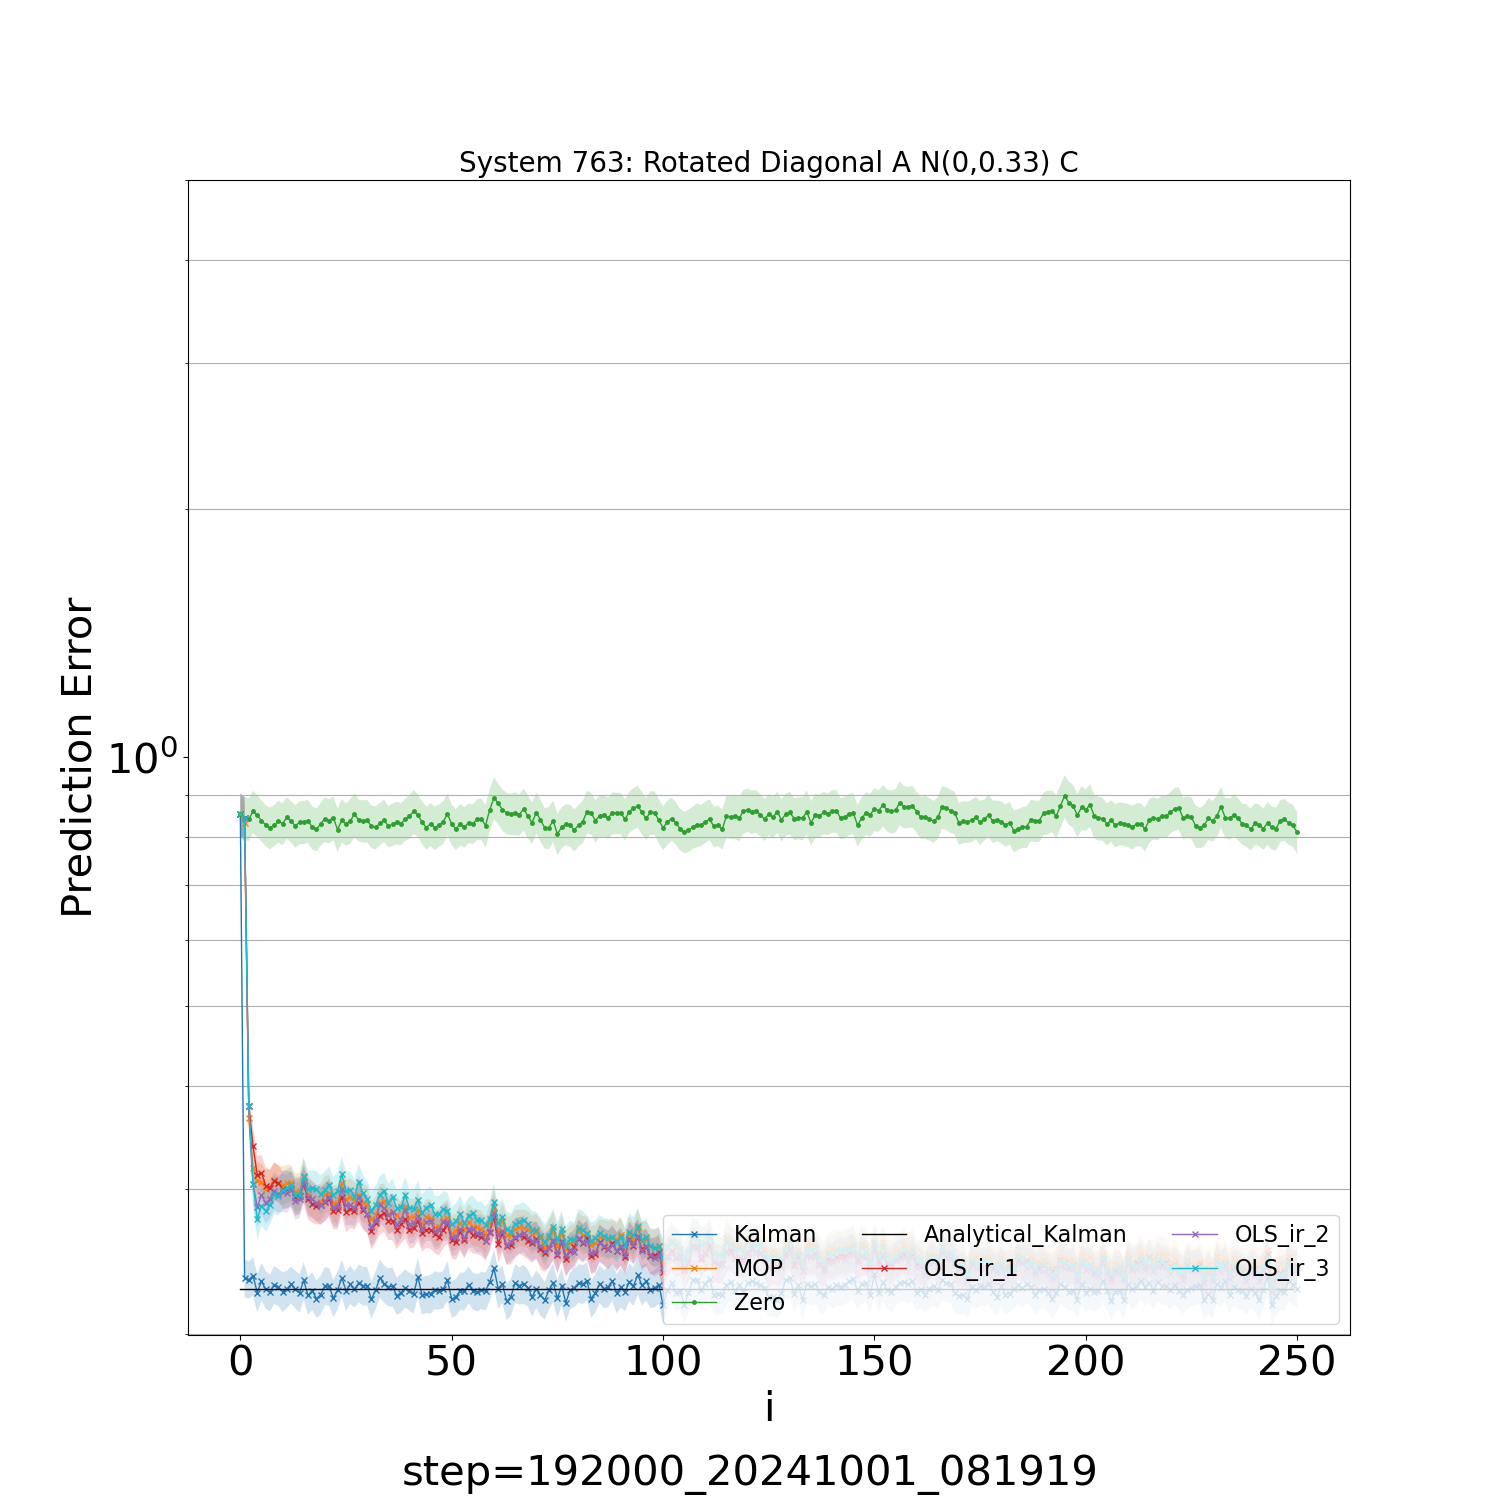 System 763: Rotated Diagonal A N(0,0.33) C
Prediction Error
10⁰
Kalman
MOP
Zero
Analytical_Kalman
OLS_ir_1
OLS_ir_2
OLS_ir_3
0 50 100 150 200 250
i
step=192000_20241001_081919